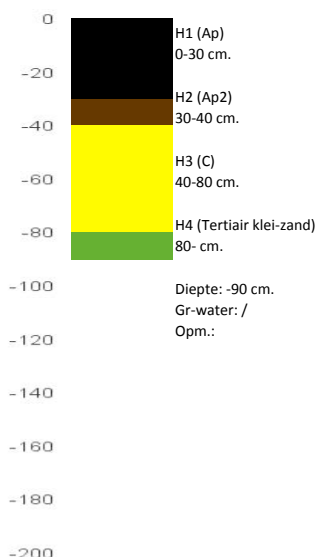 0
-20
-40
-60
-80
-100
-120
-140
-160
-180
-200
H1 (Ap)
0-30 cm.
H2 (Ap2)
30-40 cm.
H3 (C)
40-80 cm.
H4 (Tertiair klei-zand)
80- cm.
Diepte: -90 cm.
Gr-water: /
Opm.: